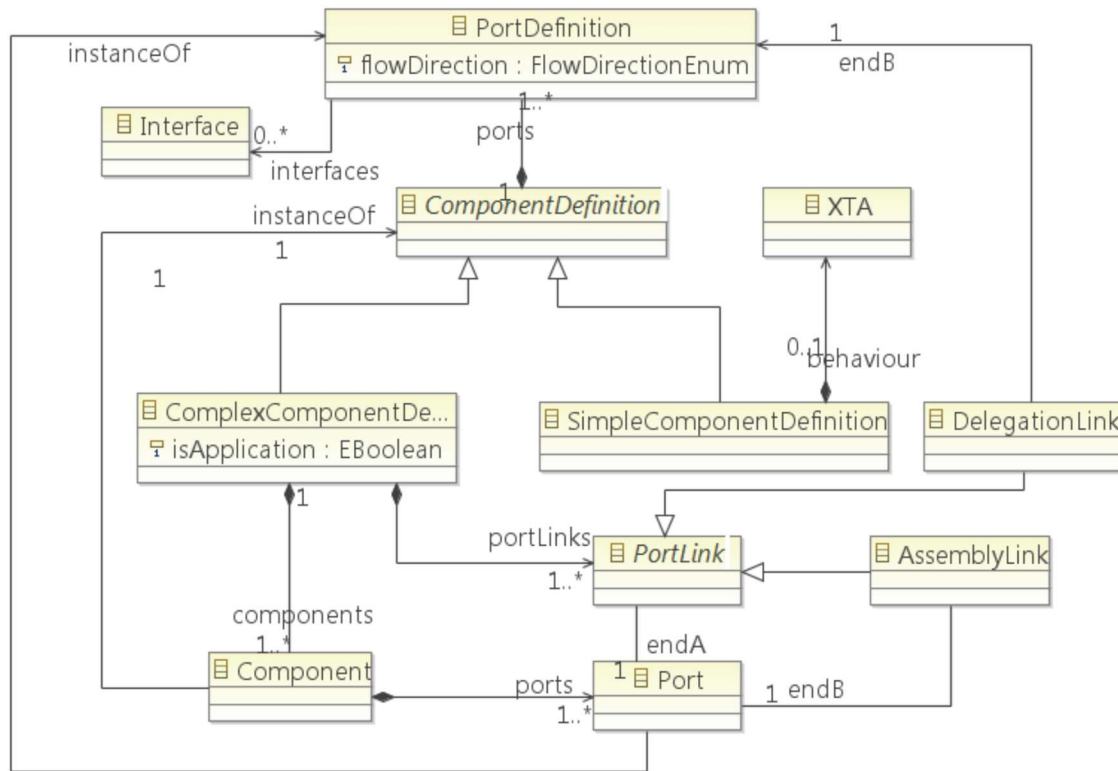 PortDefinition
flowDirection : FlowDirectionEnum
instanceOf
1
endB
Interface
0..*
interfaces
1..*
ports
1
ComponentDefinition
instanceOf
1
1
XTA
0..1
behaviour
ComplexComponentDe...
isApplication : EBoolean
SimpleComponentDefinition
DelegationLink
1
portLinks
1..*
PortLink
AssemblyLink
components
1..*
Component
ports
1..*
endA
1
Port
1
endB